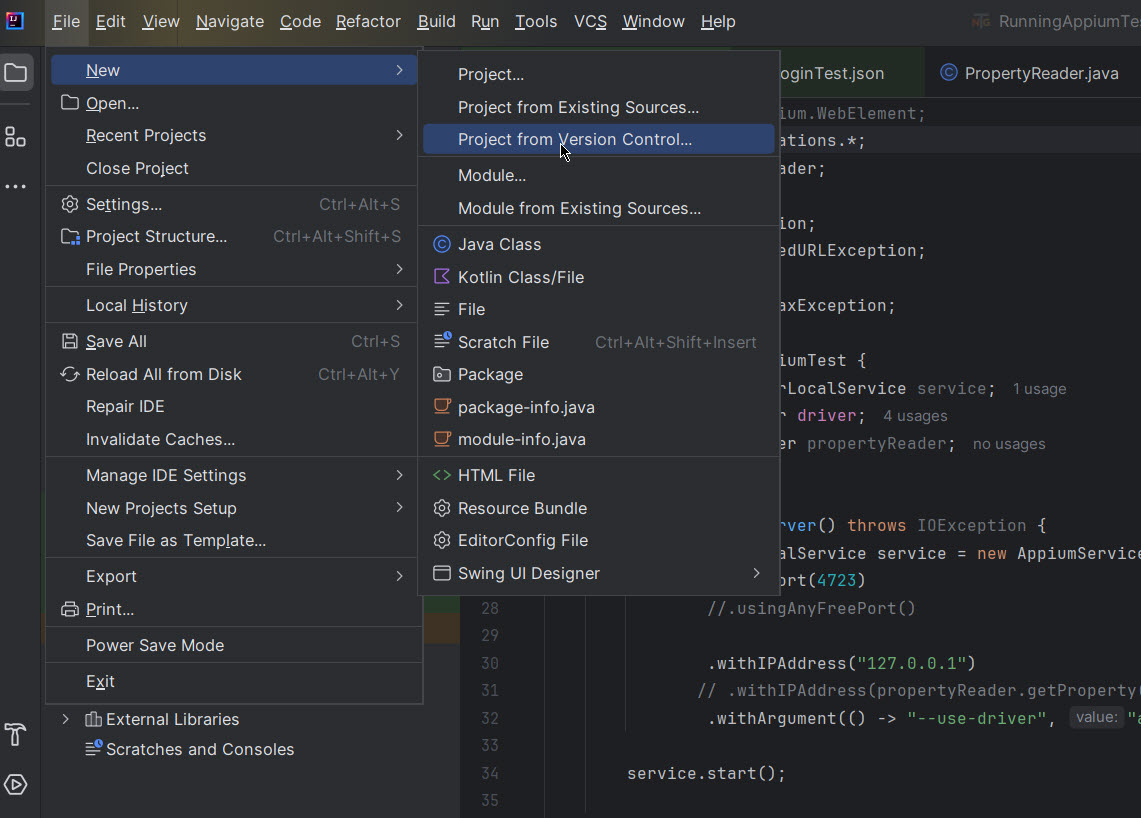 File Edit View Navigate Code Refactor Build Run Tools VCS Window Help RunningAppiumTe
oginTest.json PropertyReader.java
New
Open...
Recent Projects
Close Project
Settings... Ctrl+Alt+S
Project Structure... Ctrl+Alt+Shift+S
File Properties
Local History
Save All Ctrl+S
Reload All from Disk Ctrl+Alt+Y
Repair IDE
Invalidate Caches...
Manage IDE Settings
New Projects Setup
Save File as Template...
Export
Print...
Power Save Mode
Exit
External Libraries
Scratches and Consoles
Project...
Project from Existing Sources...
Project from Version Control...
Module...
Module from Existing Sources...
Java Class
Kotlin Class/File
File
Scratch File Ctrl+Alt+Shift+Insert
Package
package-info.java
module-info.java
HTML File
Resource Bundle
EditorConfig File
Swing UI Designer
ium.WebElement;
ations.*;
ader;
ion;
edURLException;
axException;
iumTest {
rLocalService service; 1 usage
r driver; 4 usages
er propertyReader; no usages
rver() throws IOException {
alService service = new AppiumService
ort(4723)
28 //.usingAnyFreePort()
29
30 .withIPAddress("127.0.0.1")
31 // .withIPAddress(propertyReader.getProperty(
32 .withArgument(() -> "--use-driver", value: "a
33
34 service.start();
35